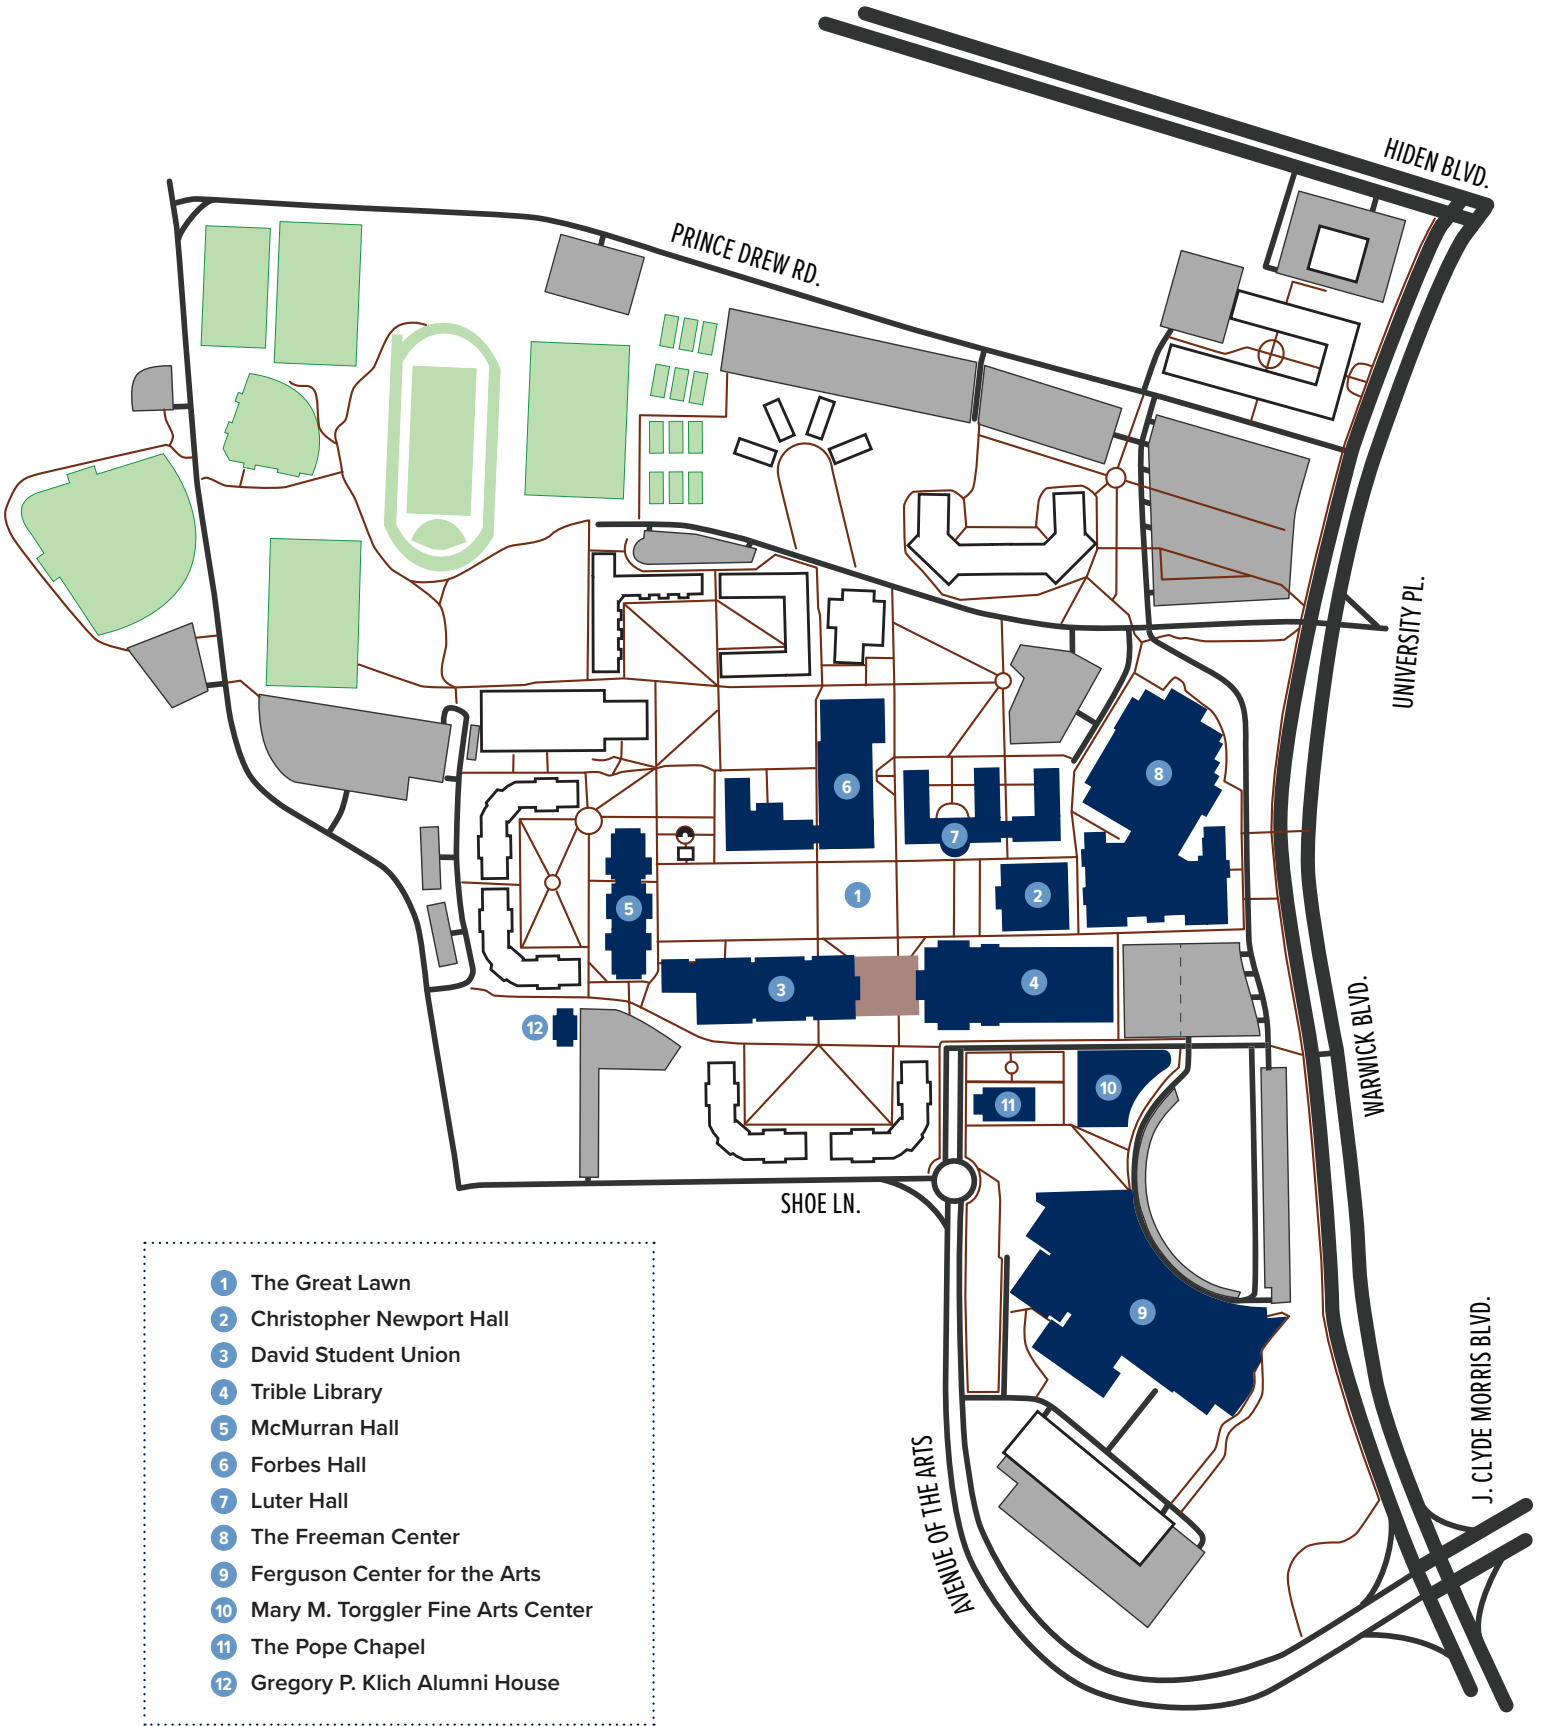 HIDEN BLVD.
PRINCE DREW RD.
UNIVERSITY PL.
8
6
7
1
2
5
3
4
12
WARWICK BLVD.
10
11
SHOE LN.
9
J. CLYDE MORRIS BLVD.
AVENUE OF THE ARTS
1 The Great Lawn
2 Christopher Newport Hall
3 David Student Union
4 Trible Library
5 McMurran Hall
6 Forbes Hall
7 Luter Hall
8 The Freeman Center
9 Ferguson Center for the Arts
10 Mary M. Torggler Fine Arts Center
11 The Pope Chapel
12 Gregory P. Klich Alumni House